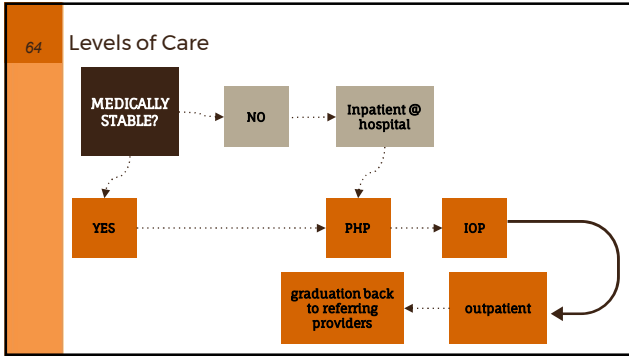 64
Levels of Care
MEDICALLY
STABLE?
NO
Inpatient @
hospital
YES
PHP
IOP
graduation back
to referring
providers
outpatient